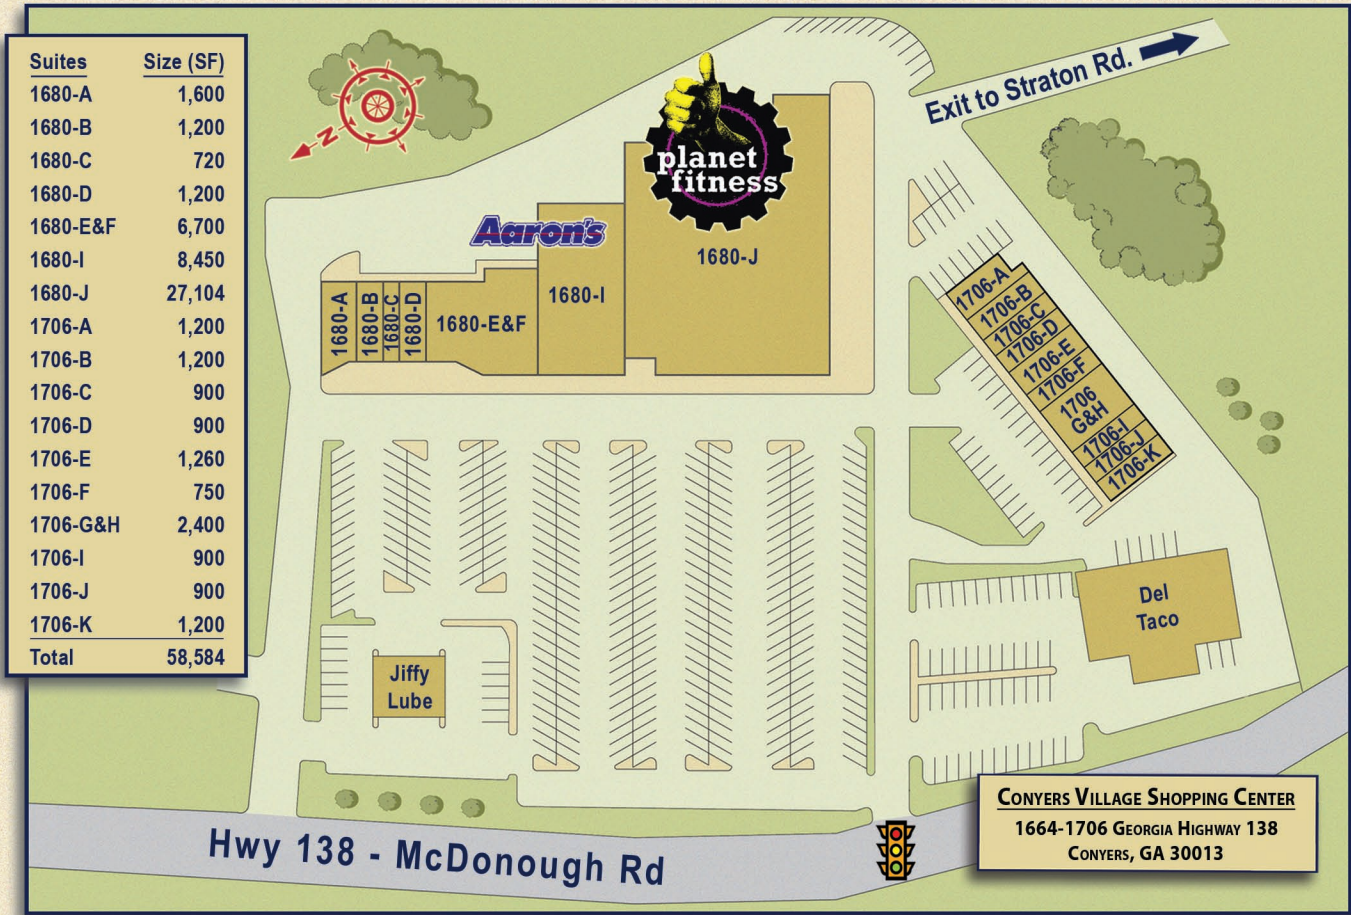 Suites Size (SF)
1680-A 1,600
1680-B 1,200
1680-C 720
1680-D 1,200
1680-E&F 6,700
1680-I 8,450
1680-J 27,104
1706-A 1,200
1706-B 1,200
1706-C 900
1706-D 900
1706-E 1,260
1706-F 750
1706-G&H 2,400
1706-I 900
1706-J 900
1706-K 1,200
Total 58,584
N
Exit to Straton Rd.
planet
fitness
Aaron's
1680-A
1680-B
1680-C
1680-D
1680-E&F
1680-I
1680-J
1706-A
1706-B
1706-C
1706-D
1706-E
1706-F
1706
G&H
1706-I
1706-J
1706-K
Del
Taco
Jiffy
Lube
Hwy 138 - McDonough Rd
Conyers Village Shopping Center
1664-1706 Georgia Highway 138
Conyers, GA 30013